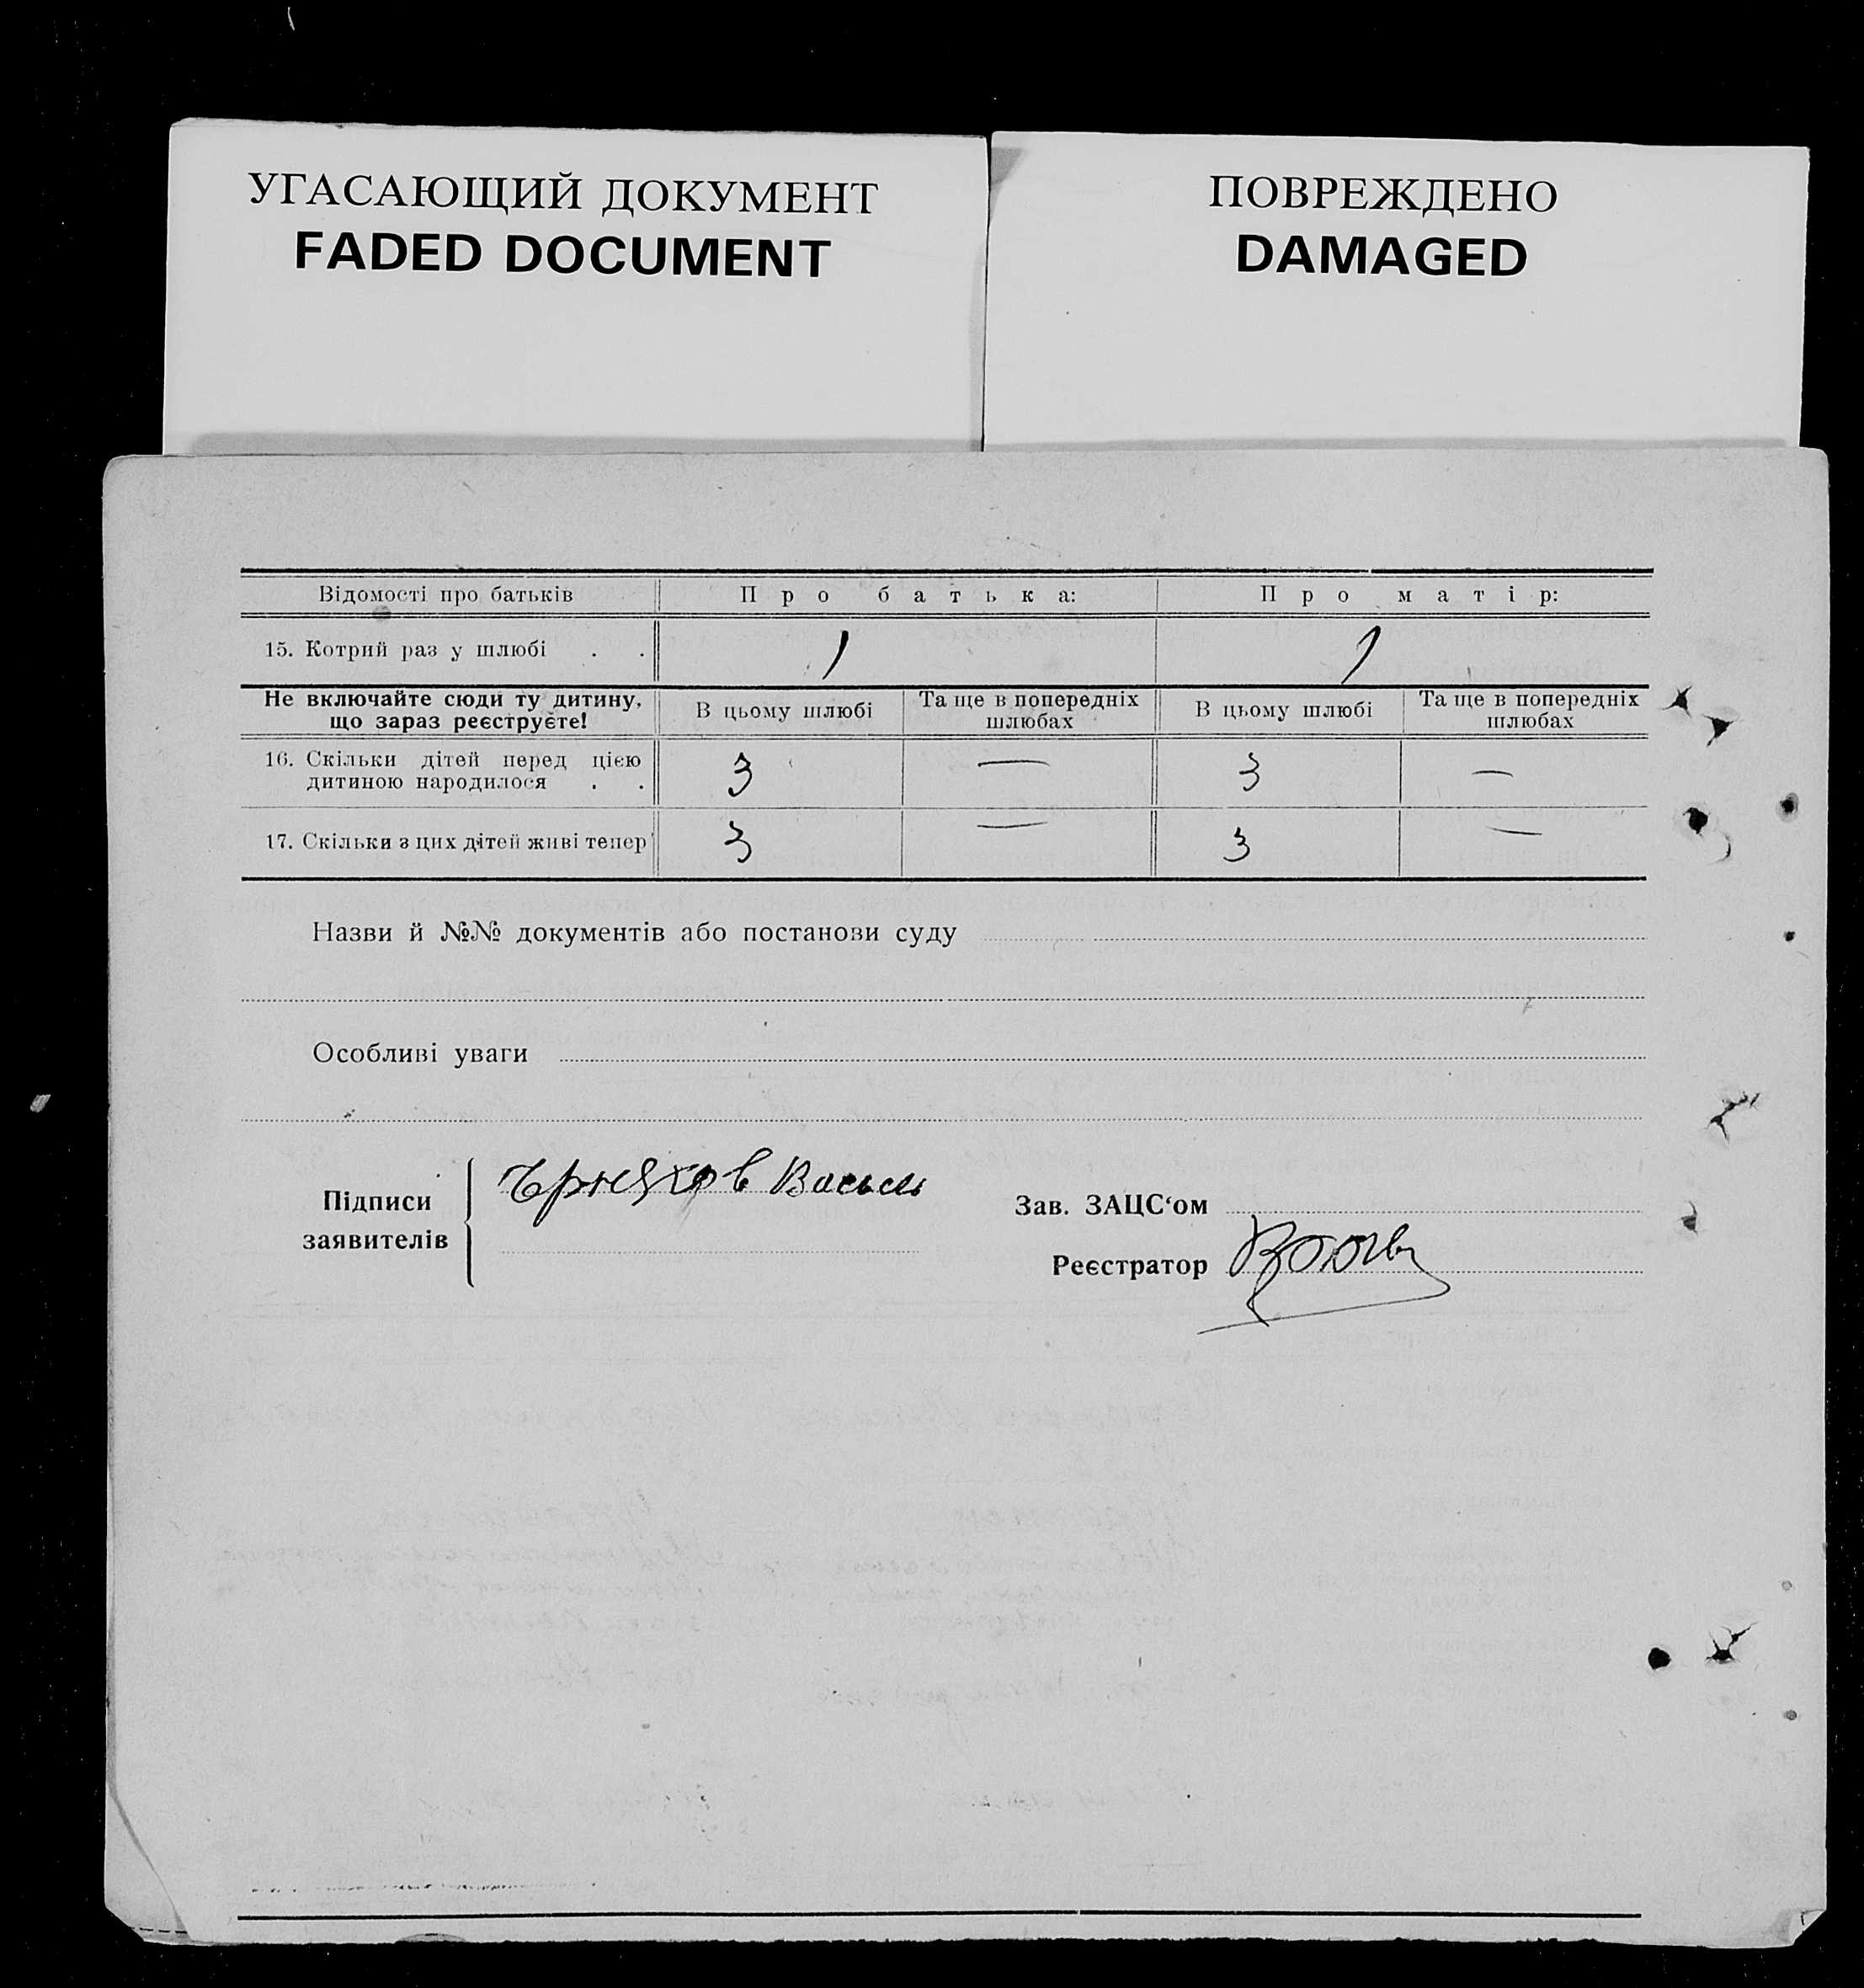 УГАСАЮЩИЙ ДОКУМЕНТ
FADED DOCUMENT
ПОВРЕЖДЕНО
DAMAGED
Відомості про батьків Про батька: Про матір:
15. Котрий раз у шлюбі . . 1 1
Не включайте сюди ту дитину, що зараз реєструєте! В цьому шлюбі Та ще в попередніх шлюбах В цьому шлюбі Та ще в попередніх шлюбах
16. Скільки дітей перед цією дитиною народилося . . 3 — 3 —
17. Скільки з цих дітей живі тепер 3 — 3 —
Назви й №№ документів або постанови суду
Особливі уваги
Підписи заявителів
Зав. ЗАЦС‘ом
Реєстратор